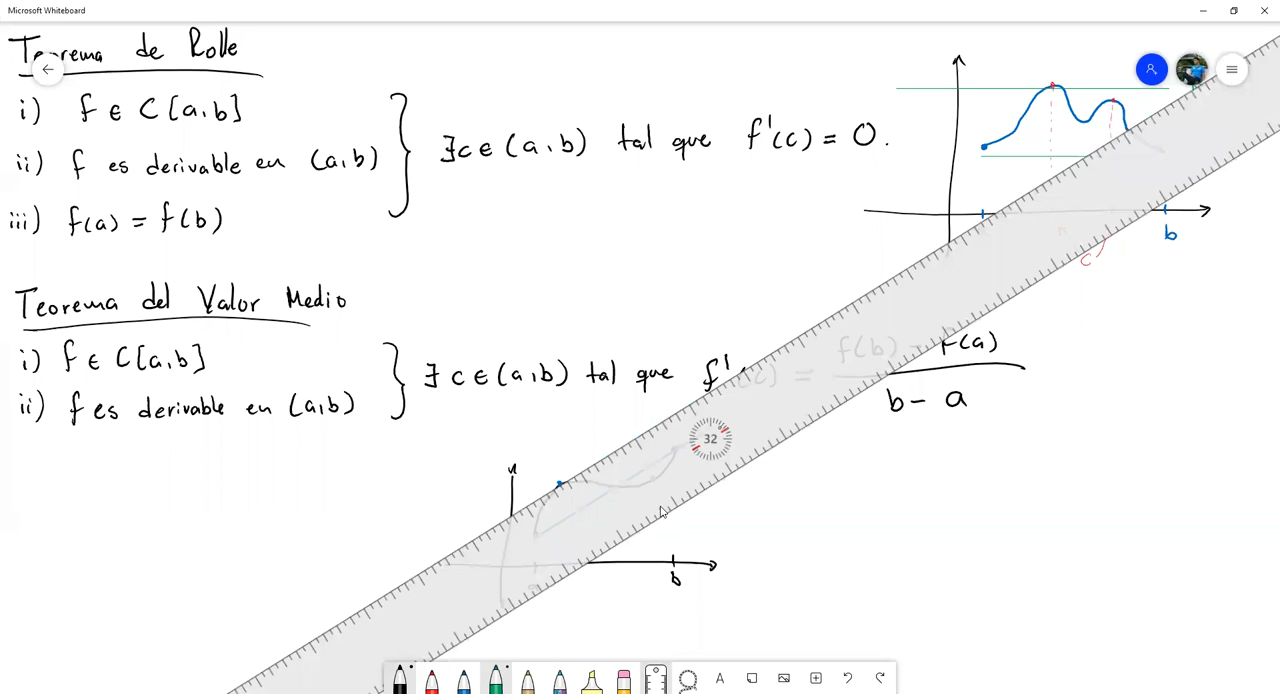 Microsoft Whiteboard
Teorema de Rolle
i) f ∈ C[a,b]
ii) f es derivable en (a,b)
iii) f(a) = f(b)
∃c∈(a,b) tal que f'(c) = 0.
b
c
Teorema del Valor Medio
i) f ∈ C[a,b]
ii) f es derivable en (a,b)
∃ c∈(a,b) tal que f'(c) = f(b) - f(a)
b - a
32
a
b
A